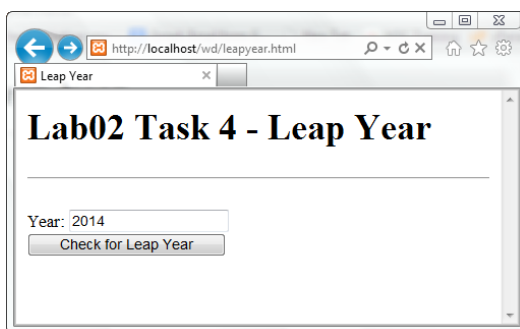 http://localhost/wd/leapyear.html
Leap Year
Lab02 Task 4 - Leap Year
Year: 2014
Check for Leap Year